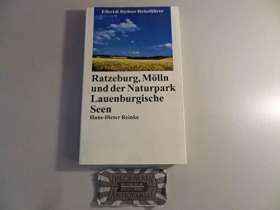 Ellert & Richter Reiseführer
Ratzeburg, Mölln
und der Naturpark
Lauenburgische
Seen
Hans-Dieter Reinke